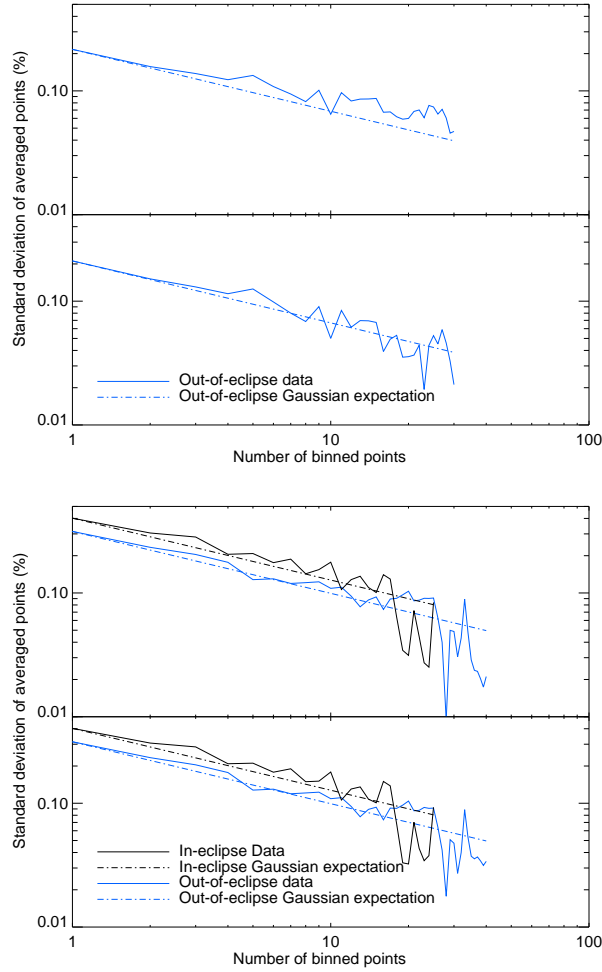 Standard deviation of averaged points (%)
0.10
0.01
0.10
0.01
Out-of-eclipse data
Out-of-eclipse Gaussian expectation
1
10
100
Number of binned points
Standard deviation of averaged points (%)
0.10
0.01
0.10
0.01
In-eclipse Data
In-eclipse Gaussian expectation
Out-of-eclipse data
Out-of-eclipse Gaussian expectation
1
10
100
Number of binned points